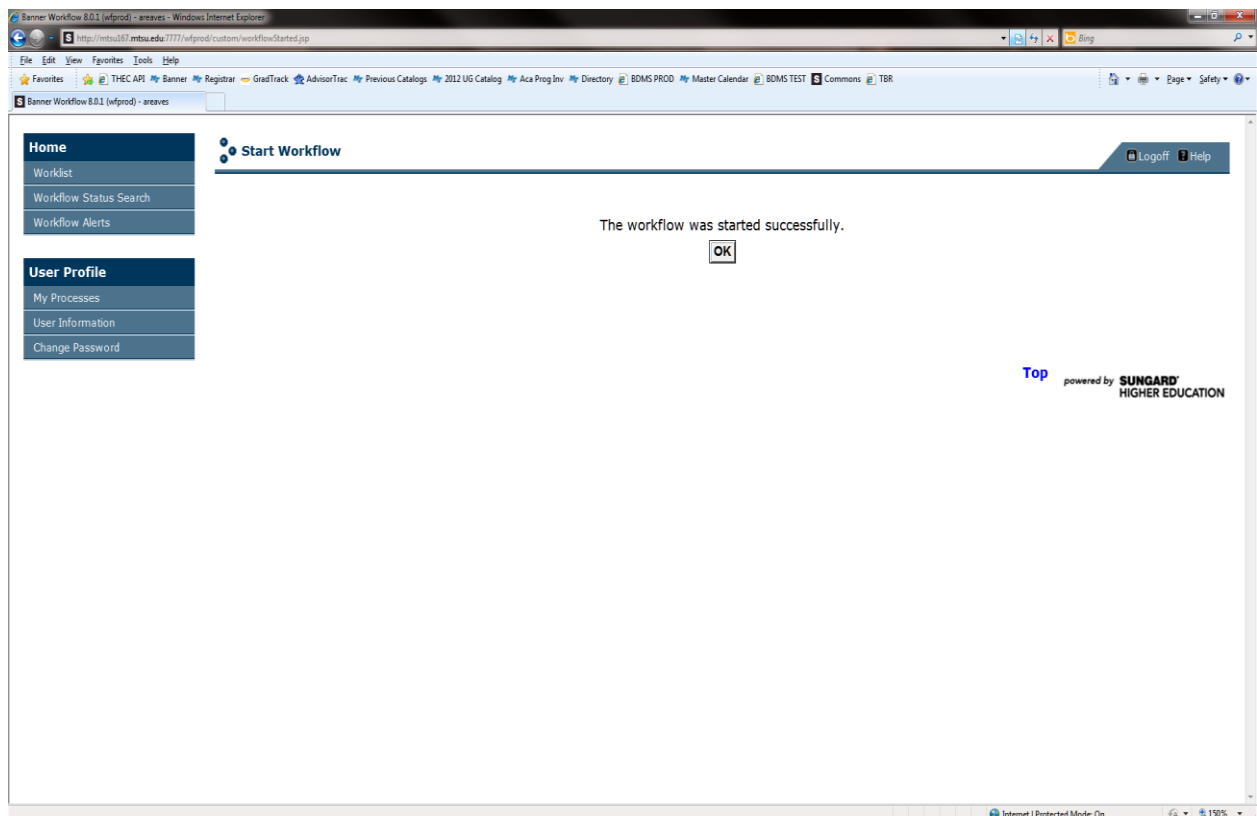 Banner Workflow 8.0.1 (wfprod) - areaves - Windows Internet Explorer
http://mtsu167.mtsu.edu:7777/wfprod/custom/workflowStarted.jsp
Bing
File Edit View Favorites Tools Help
Favorites THEC API Banner Registrar GradTrack AdvisorTrac Previous Catalogs 2012 UG Catalog Aca Prog Inv Directory BDMS PROD Master Calendar BDMS TEST Commons TBR Page Safety
Banner Workflow 8.0.1 (wfprod) - areaves
Home
Start Workflow
Logoff Help
Worklist
Workflow Status Search
Workflow Alerts
The workflow was started successfully.
OK
User Profile
My Processes
User Information
Change Password
Top
powered by SUNGARD'
HIGHER EDUCATION
Internet | Protected Mode: On 150%